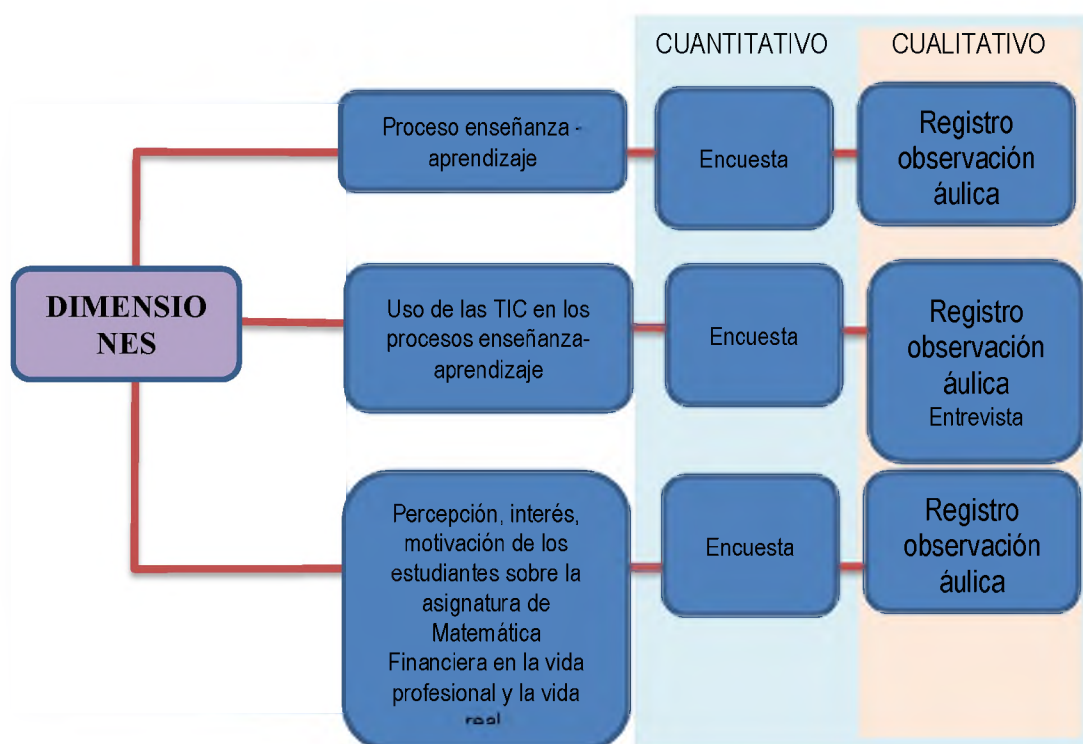 CUANTITATIVO
CUALITATIVO
Proceso enseñanza -
aprendizaje
Encuesta
Registro
observación
áulica
DIMENSIO
NES
Uso de las TIC en los
procesos enseñanza-
aprendizaje
Encuesta
Registro
observación
áulica
Entrevista
Percepción, interés,
motivación de los
estudiantes sobre la
asignatura de
Matemática
Financiera en la vida
profesional y la vida
real
Encuesta
Registro
observación
áulica